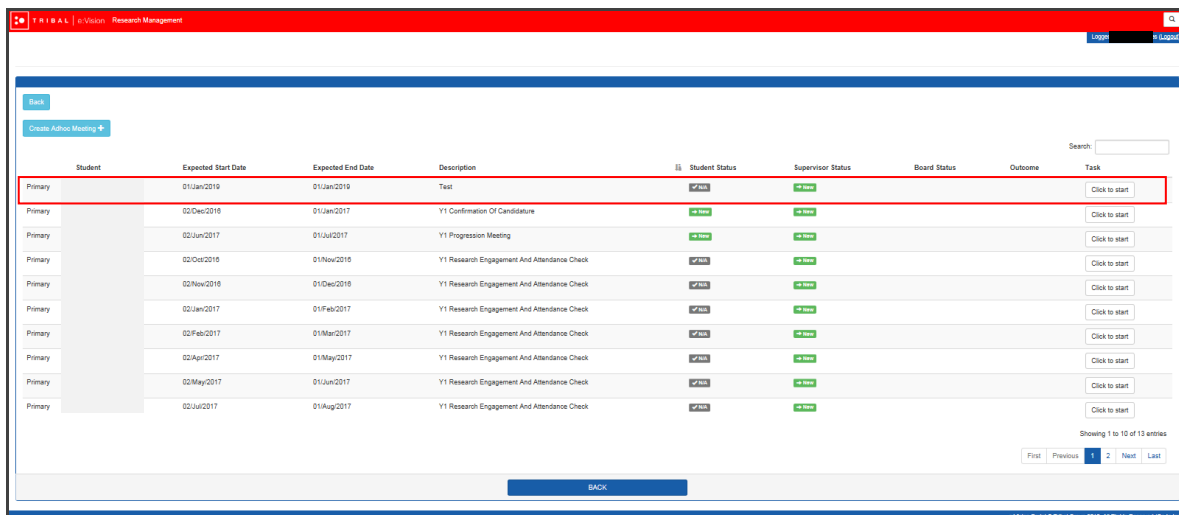 TRIBAL e:Vision Research Management
(Logout)
Back
Create Adhoc Meeting +
Search:
Student Expected Start Date Expected End Date Description Student Status Supervisor Status Board Status Outcome Task
Primary 01/Jan/2019 01/Jan/2019 Test N/A New Click to start
Primary 02/Dec/2016 01/Jan/2017 Y1 Confirmation Of Candidature New New Click to start
Primary 02/Jun/2017 01/Jul/2017 Y1 Progression Meeting New New Click to start
Primary 02/Oct/2016 01/Nov/2016 Y1 Research Engagement And Attendance Check N/A New Click to start
Primary 02/Nov/2016 01/Dec/2016 Y1 Research Engagement And Attendance Check N/A New Click to start
Primary 02/Jan/2017 01/Feb/2017 Y1 Research Engagement And Attendance Check N/A New Click to start
Primary 02/Feb/2017 01/Mar/2017 Y1 Research Engagement And Attendance Check N/A New Click to start
Primary 02/Apr/2017 01/May/2017 Y1 Research Engagement And Attendance Check N/A New Click to start
Primary 02/May/2017 01/Jun/2017 Y1 Research Engagement And Attendance Check N/A New Click to start
Primary 02/Jul/2017 01/Aug/2017 Y1 Research Engagement And Attendance Check N/A New Click to start
Showing 1 to 10 of 13 entries
First Previous 1 2 Next Last
BACK